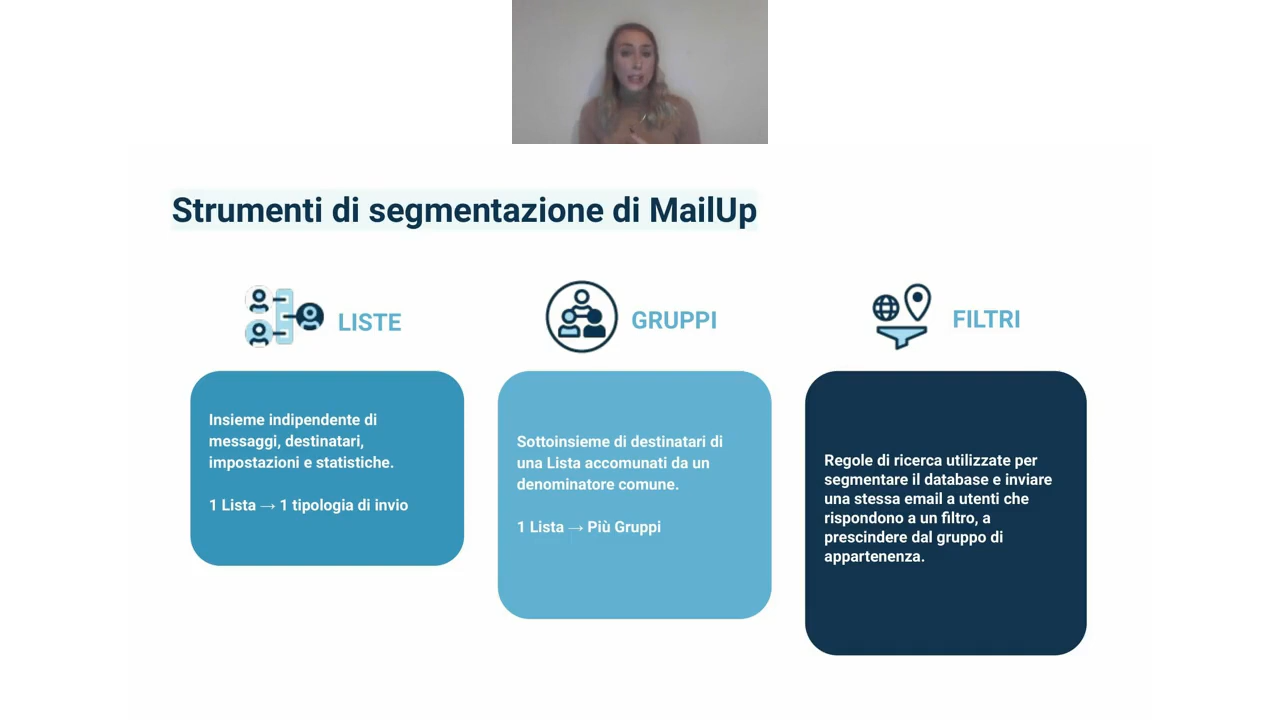 Strumenti di segmentazione di MailUp
LISTE
Insieme indipendente di
messaggi, destinatari,
impostazioni e statistiche.
1 Lista → 1 tipologia di invio
GRUPPI
Sottoinsieme di destinatari di
una Lista accomunati da un
denominatore comune.
1 Lista → Più Gruppi
FILTRI
Regole di ricerca utilizzate per
segmentare il database e inviare
una stessa email a utenti che
rispondono a un filtro, a
prescindere dal gruppo di
appartenenza.